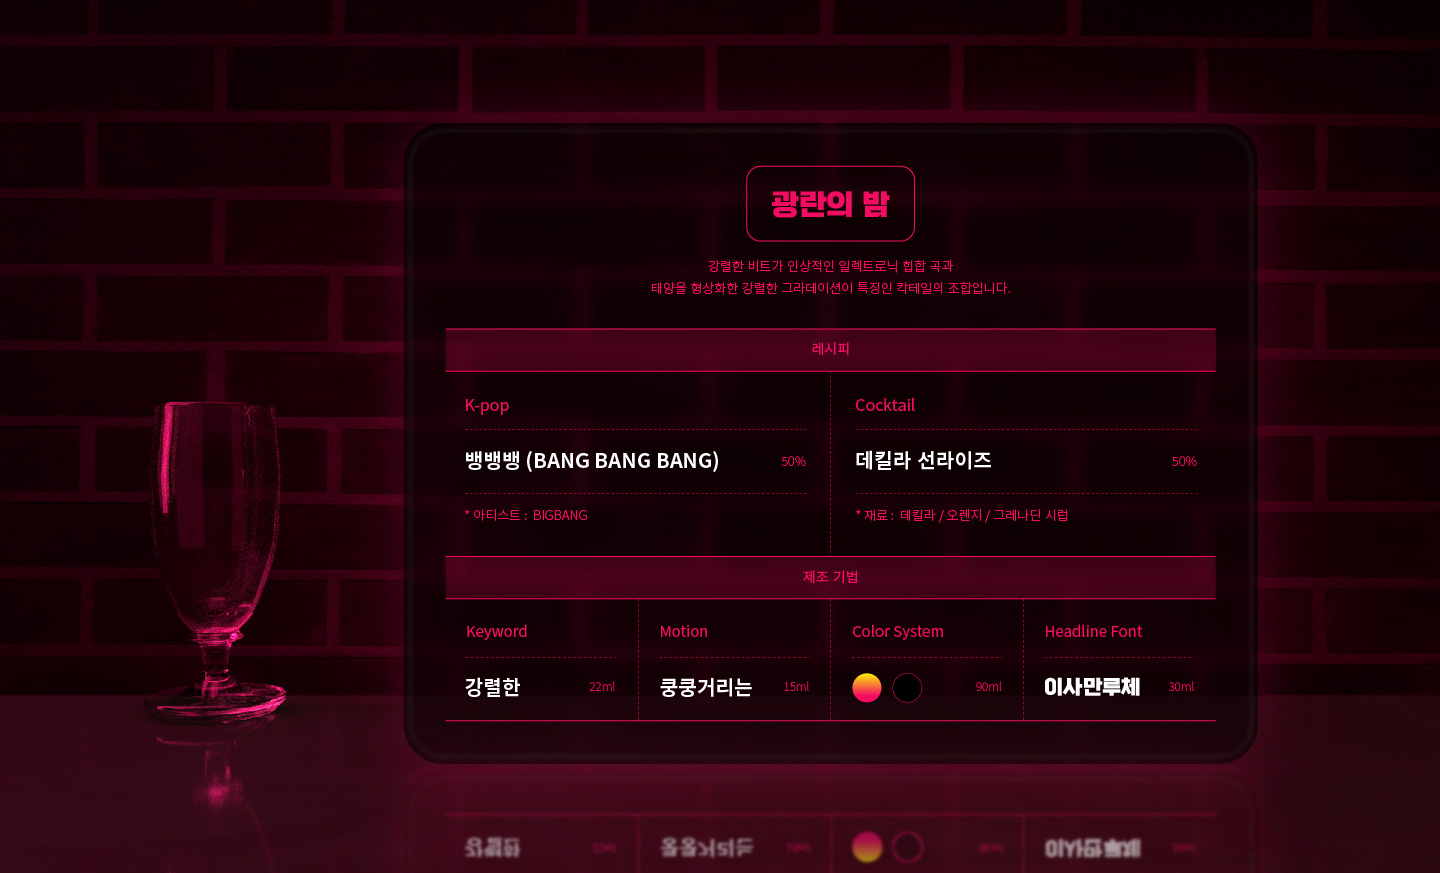 광란의 밤
강렬한 비트가 인상적인 일렉트로닉 힙합 곡과
태양을 형상화한 강렬한 그라데이션이 특징인 칵테일의 조합입니다.
레시피
K-pop
뱅뱅뱅 (BANG BANG BANG) 50%
* 아티스트 : BIGBANG
Cocktail
데킬라 선라이즈 50%
* 재료 : 데킬라 / 오렌지 / 그레나딘 시럽
제조 기법
Keyword
강렬한 22ml
Motion
쿵쿵거리는 15ml
Color System
90ml
Headline Font
이사만루체 30ml